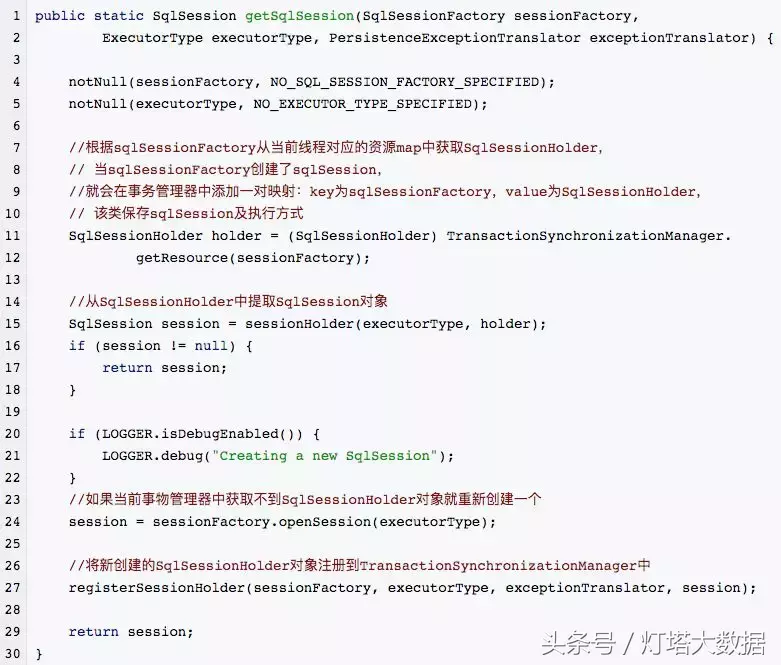 1 public static SqlSession getSqlSession(SqlSessionFactory sessionFactory,
2 ExecutorType executorType, PersistenceExceptionTranslator exceptionTranslator) {
3
4 notNull(sessionFactory, NO_SQL_SESSION_FACTORY_SPECIFIED);
5 notNull(executorType, NO_EXECUTOR_TYPE_SPECIFIED);
6
7 //根据sqlSessionFactory从当前线程对应的资源map中获取SqlSessionHolder,
8 // 当sqlSessionFactory创建了sqlSession,
9 //就会在事务管理器中添加一对映射：key为sqlSessionFactory，value为SqlSessionHolder,
10 // 该类保存sqlSession及执行方式
11 SqlSessionHolder holder = (SqlSessionHolder) TransactionSynchronizationManager.
12 getResource(sessionFactory);
13
14 //从SqlSessionHolder中提取SqlSession对象
15 SqlSession session = sessionHolder(executorType, holder);
16 if (session != null) {
17 return session;
18 }
19
20 if (LOGGER.isDebugEnabled()) {
21 LOGGER.debug("Creating a new SqlSession");
22 }
23 //如果当前事物管理器中获取不到SqlSessionHolder对象就重新创建一个
24 session = sessionFactory.openSession(executorType);
25
26 //将新创建的SqlSessionHolder对象注册到TransactionSynchronizationManager中
27 registerSessionHolder(sessionFactory, executorType, exceptionTranslator, session);
28
29 return session;
30 }
头条号 / 灯塔大数据